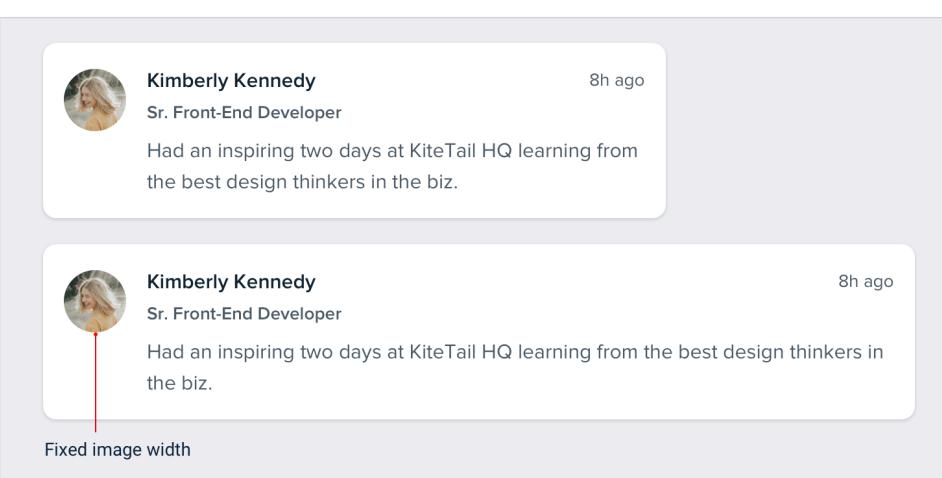 Kimberly Kennedy 8h ago
Sr. Front-End Developer
Had an inspiring two days at KiteTail HQ learning from
the best design thinkers in the biz.
Kimberly Kennedy 8h ago
Sr. Front-End Developer
Had an inspiring two days at KiteTail HQ learning from the best design thinkers in
the biz.
Fixed image width